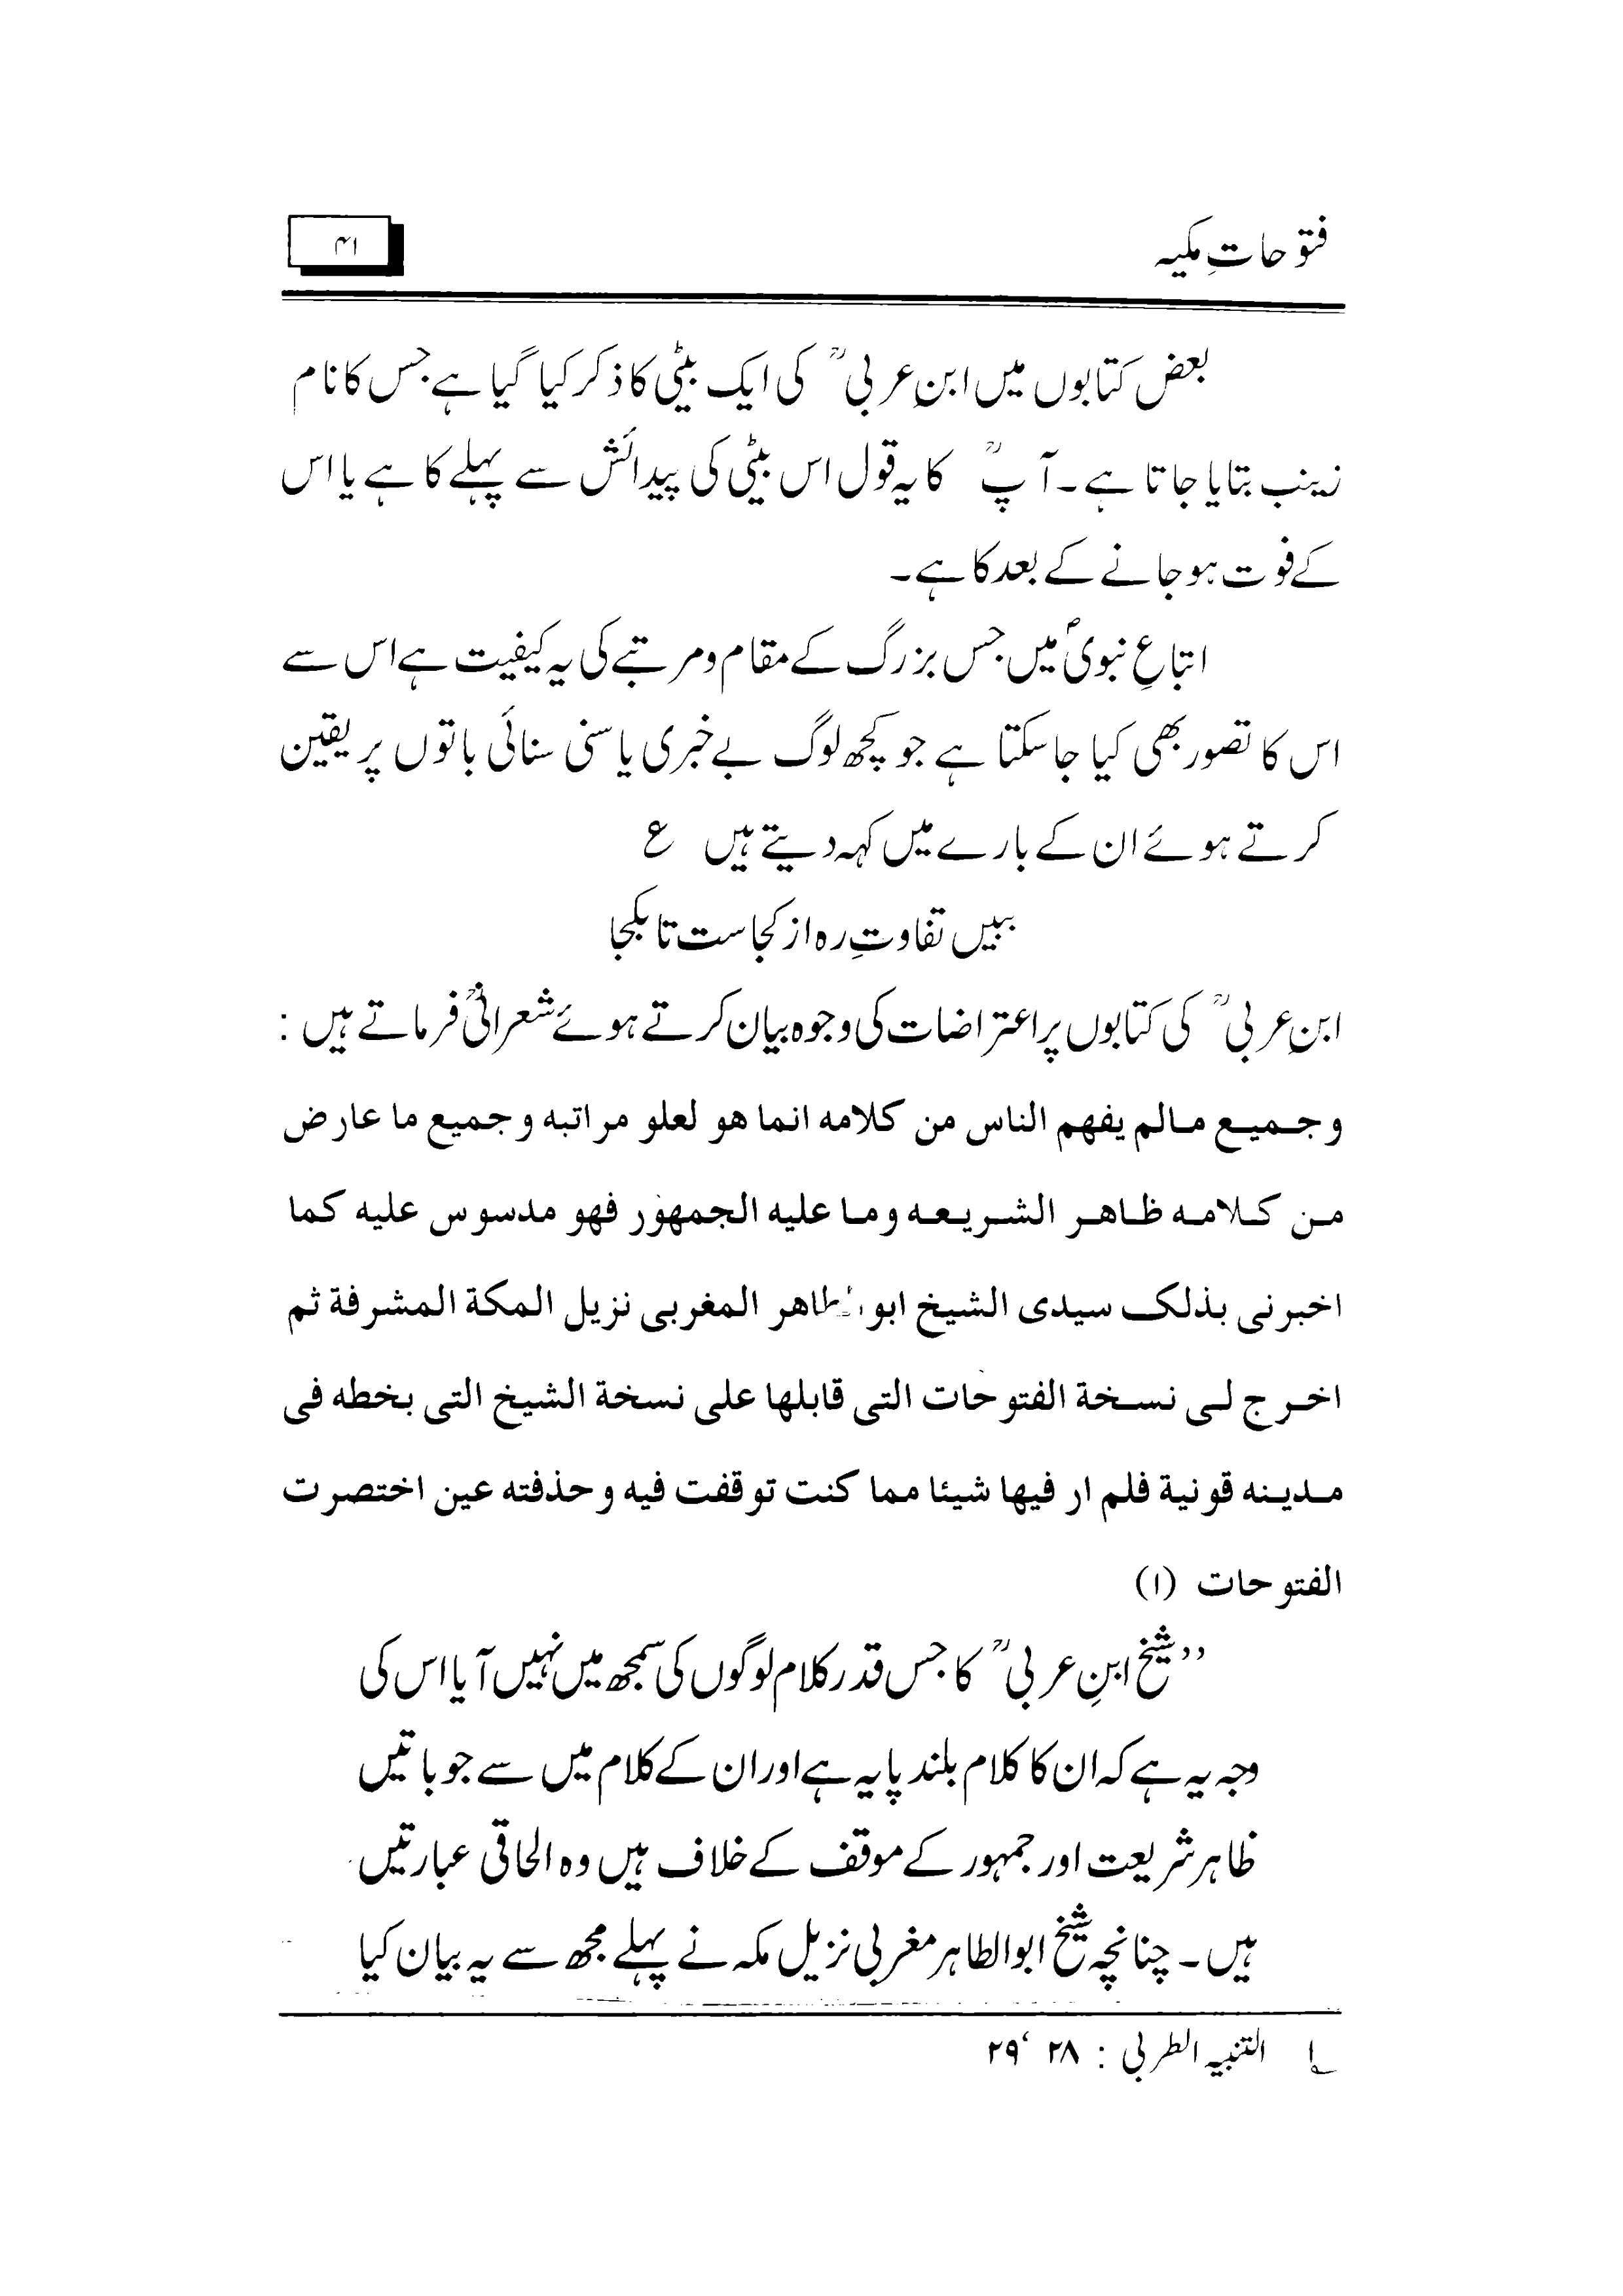 فتوحاتِ مکیہ
۴۱
بعض کتابوں میں ابنِ عربیؒ کی ایک بیٹی کا ذکر کیا گیا ہے جس کا نام
زینب بتایا جاتا ہے۔ آپؒ کا یہ قول اس بیٹی کی پیدائش سے پہلے کا ہے یا اس
کے فوت ہو جانے کے بعد کا ہے۔
اتباعِ نبویؐ میں جس بزرگ کے مقام و مرتبے کی یہ کیفیت ہے اس سے
اس کا تصور بھی کیا جا سکتا ہے جو کچھ لوگ بے خبری یا سنی سنائی باتوں پر یقین
کرتے ہوئے ان کے بارے میں کہہ دیتے ہیں ع
ببیں تفاوتِ رہ از کجاست تا بکجا
ابنِ عربیؒ کی کتابوں پر اعتراضات کی وجوہ بیان کرتے ہوئے شعرانیؒ فرماتے ہیں :
وجمیع مالم یفهم الناس من کلامه انما هو لعلو مراتبه وجمیع ما عارض
من کلامه ظاهر الشریعه وما علیه الجمهور فهو مدسوس علیه کما
اخبرنی بذلک سیدی الشیخ ابو الطاهر المغربی نزیل المکة المشرفة ثم
اخرج لی نسخة الفتوحات التی قابلها علی نسخة الشیخ التی بخطه فی
مدینه قونیة فلم ار فیها شیئا مما کنت توقفت فیه وحذفته عین اختصرت
الفتوحات (۱)
’’شیخ ابنِ عربیؒ کا جس قدر کلام لوگوں کی سمجھ میں نہیں آیا اس کی
وجہ یہ ہے کہ ان کا کلام بلند پایہ ہے اور ان کے کلام میں سے جو باتیں
ظاہر شریعت اور جمہور کے موقف کے خلاف ہیں وہ الحاقی عبارتیں
ہیں۔ چنانچہ شیخ ابوالطاہر مغربی نزیل مکہ نے پہلے مجھ سے یہ بیان کیا
۱؎ التنبیہ الطربی : ۲۸، ۲۹